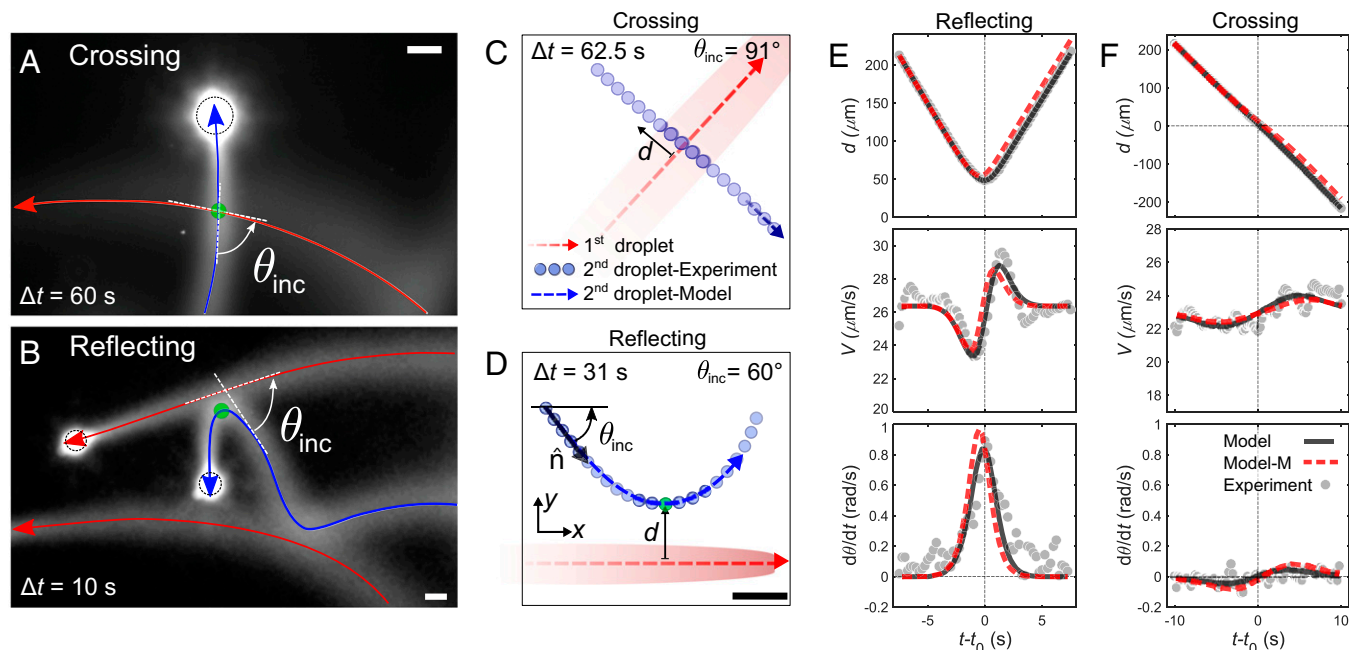 A Crossing
θinc
Δt = 60 s
B Reflecting
θinc
Δt = 10 s
Crossing
C
Δt = 62.5 s θinc = 91°
d
1st droplet
2nd droplet-Experiment
2nd droplet-Model
Reflecting
D
Δt = 31 s θinc = 60°
θinc
n̂
y
x
d
Reflecting
E
d (μm)
200
150
100
50
0
V (μm/s)
30
28
26
24
22
20
dθ/dt (rad/s)
1
0.8
0.6
0.4
0.2
0
-0.2
-5 0 5
t-t0 (s)
Crossing
F
d (μm)
200
100
0
-100
-200
V (μm/s)
28
26
24
22
20
18
dθ/dt (rad/s)
1
0.8
0.6
0.4
0.2
0
-0.2
Model
Model-M
Experiment
-10 -5 0 5 10
t-t0 (s)